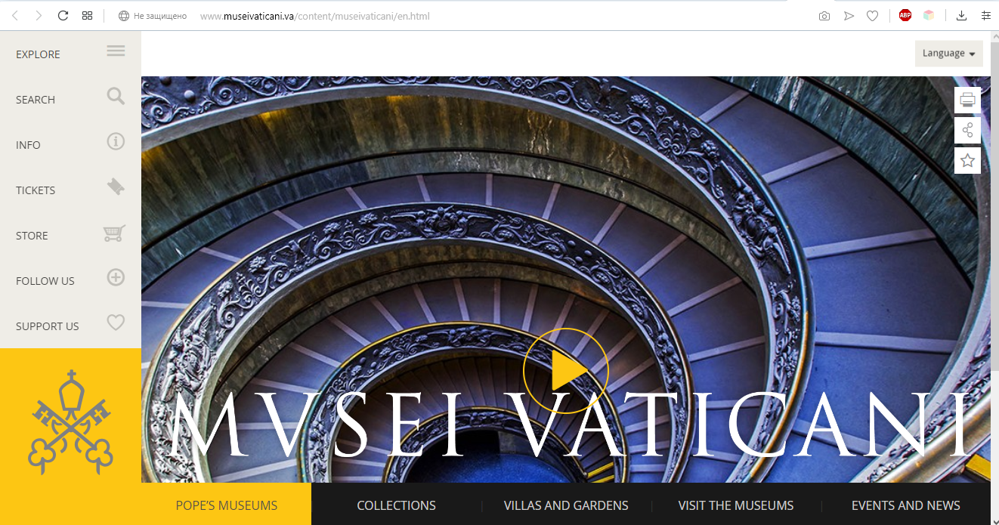 Не защищено
www.museivaticani.va/content/museivaticani/en.html
ABP
EXPLORE
Language
SEARCH
INFO
TICKETS
STORE
FOLLOW US
SUPPORT US
MVSEI VATICANI
POPE'S MUSEUMS
COLLECTIONS
VILLAS AND GARDENS
VISIT THE MUSEUMS
EVENTS AND NEWS